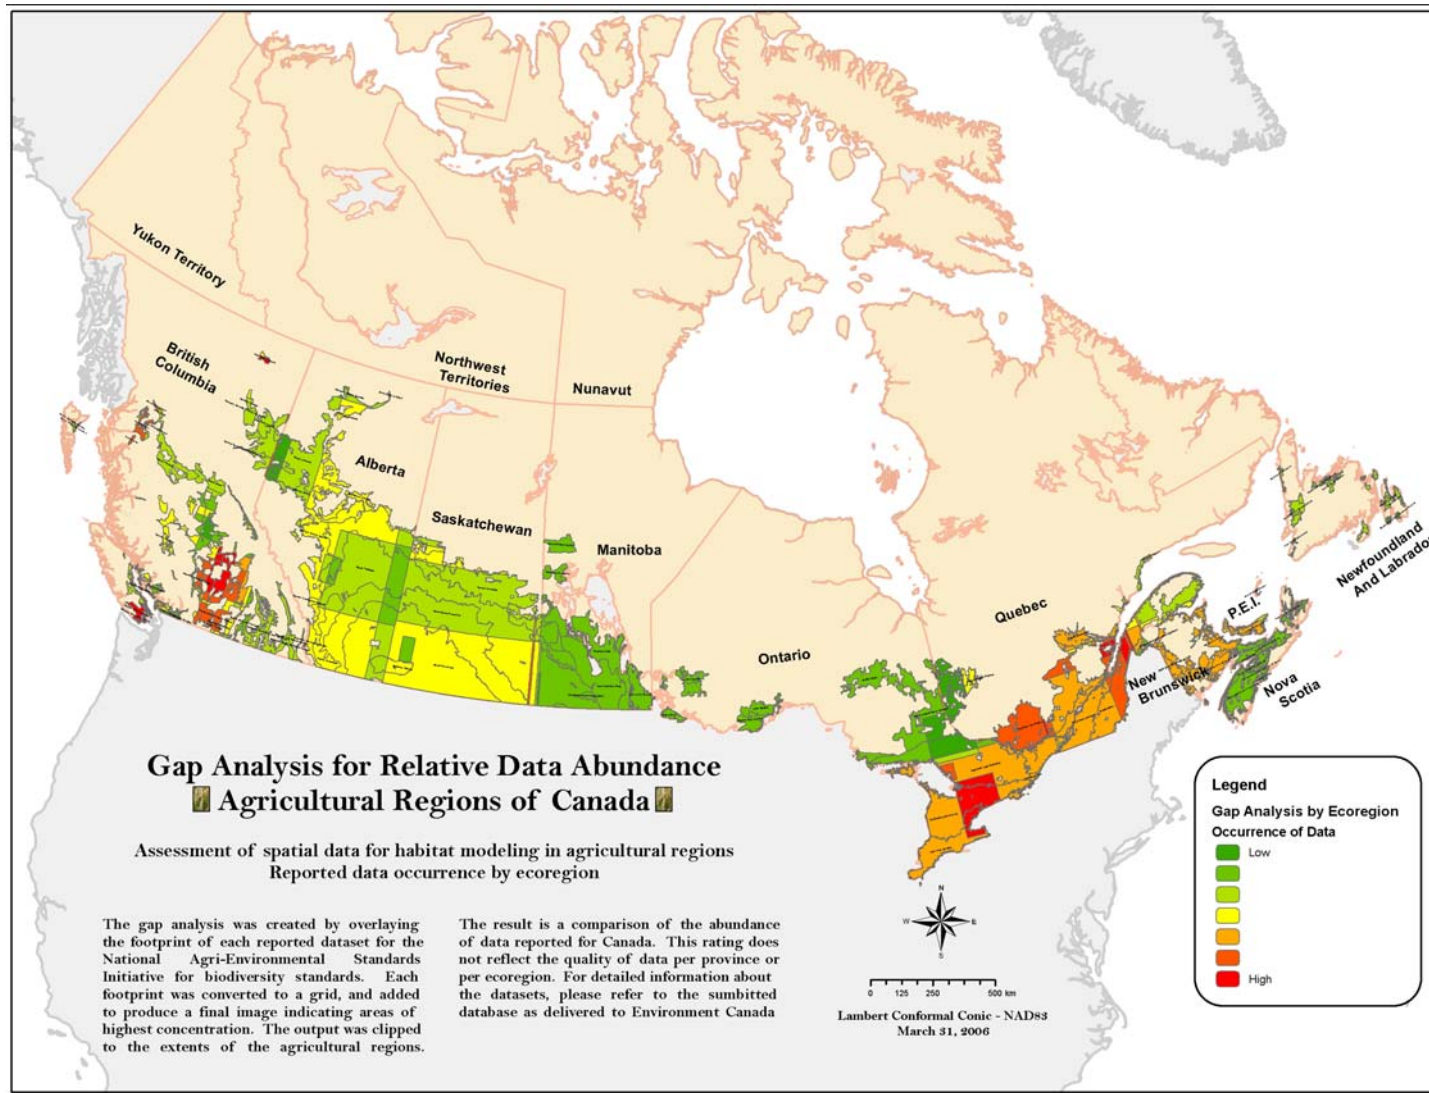 Yukon Territory
British
Columbia
Northwest
Territories
Nunavut
Alberta
Saskatchewan
Manitoba
Ontario
Quebec
Newfoundland
And Labrador
P.E.I.
New
Brunswick
Nova
Scotia
Gap Analysis for Relative Data Abundance
Agricultural Regions of Canada
Assessment of spatial data for habitat modeling in agricultural regions
Reported data occurrence by ecoregion
The gap analysis was created by overlaying
the footprint of each reported dataset for the
National Agri-Environmental Standards
Initiative for biodiversity standards. Each
footprint was converted to a grid, and added
to produce a final image indicating areas of
highest concentration. The output was clipped
to the extents of the agricultural regions.
The result is a comparison of the abundance
of data reported for Canada. This rating does
not reflect the quality of data per province or
per ecoregion. For detailed information about
the datasets, please refer to the sumbitted
database as delivered to Environment Canada
N
W
E
S
0 125 250 500 km
Lambert Conformal Conic - NAD83
March 31, 2006
Legend
Gap Analysis by Ecoregion
Occurrence of Data
Low
High